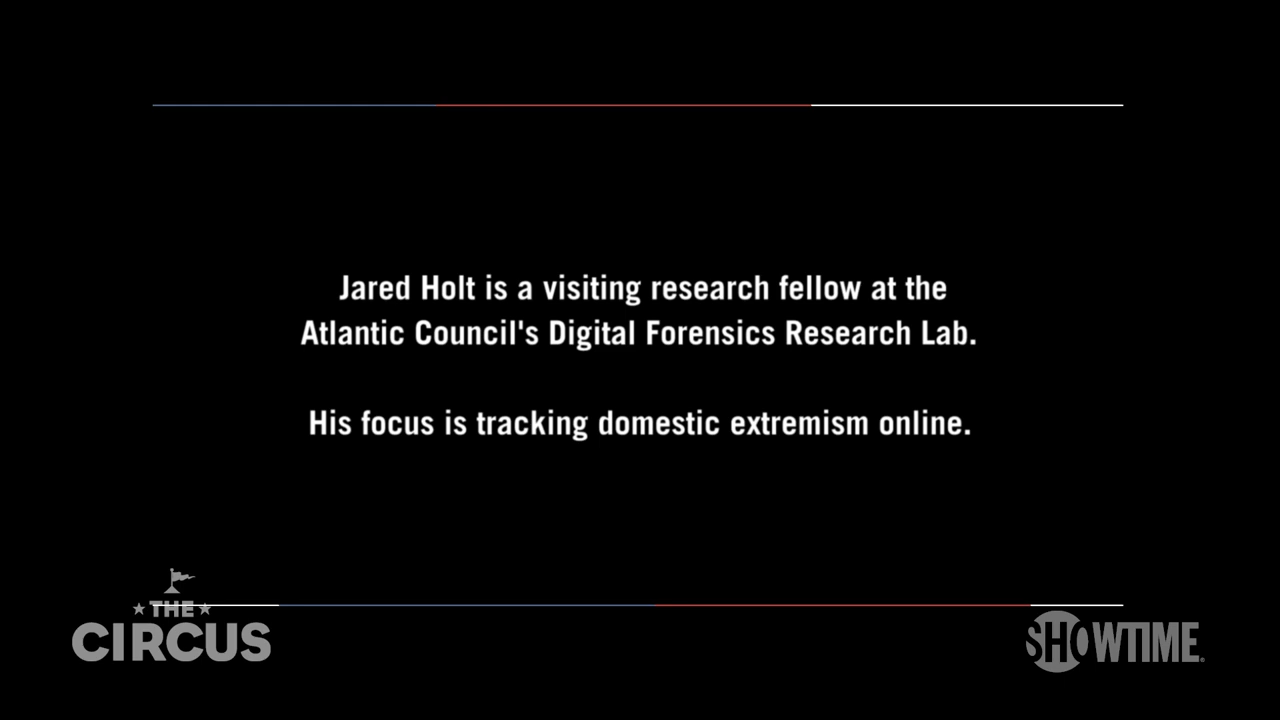 Jared Holt is a visiting research fellow at the
Atlantic Council's Digital Forensics Research Lab.
His focus is tracking domestic extremism online.
THE
CIRCUS
SHOWTIME